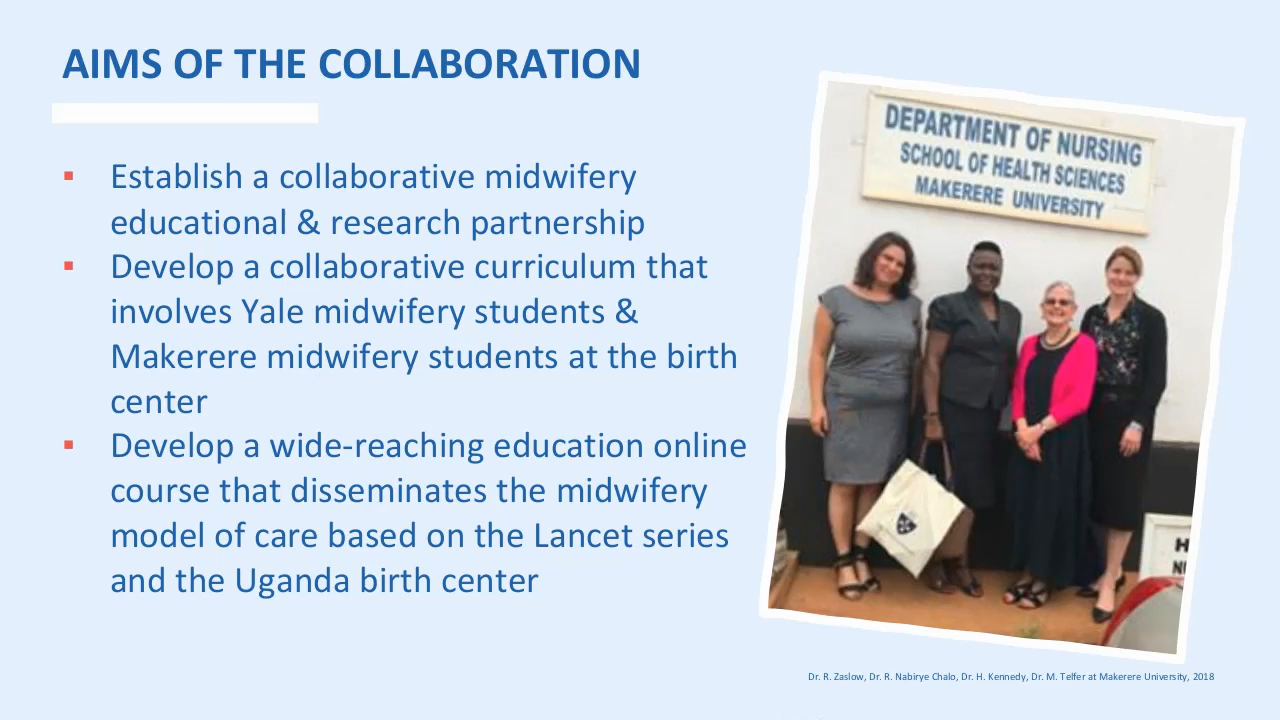 AIMS OF THE COLLABORATION
▪ Establish a collaborative midwifery
educational & research partnership
▪ Develop a collaborative curriculum that
involves Yale midwifery students &
Makerere midwifery students at the birth
center
▪ Develop a wide-reaching education online
course that disseminates the midwifery
model of care based on the Lancet series
and the Uganda birth center
DEPARTMENT OF NURSING
SCHOOL OF HEALTH SCIENCES
MAKERERE UNIVERSITY
Dr. R. Zaslow, Dr. R. Nabirye Chalo, Dr. H. Kennedy, Dr. M. Telfer at Makerere University, 2018